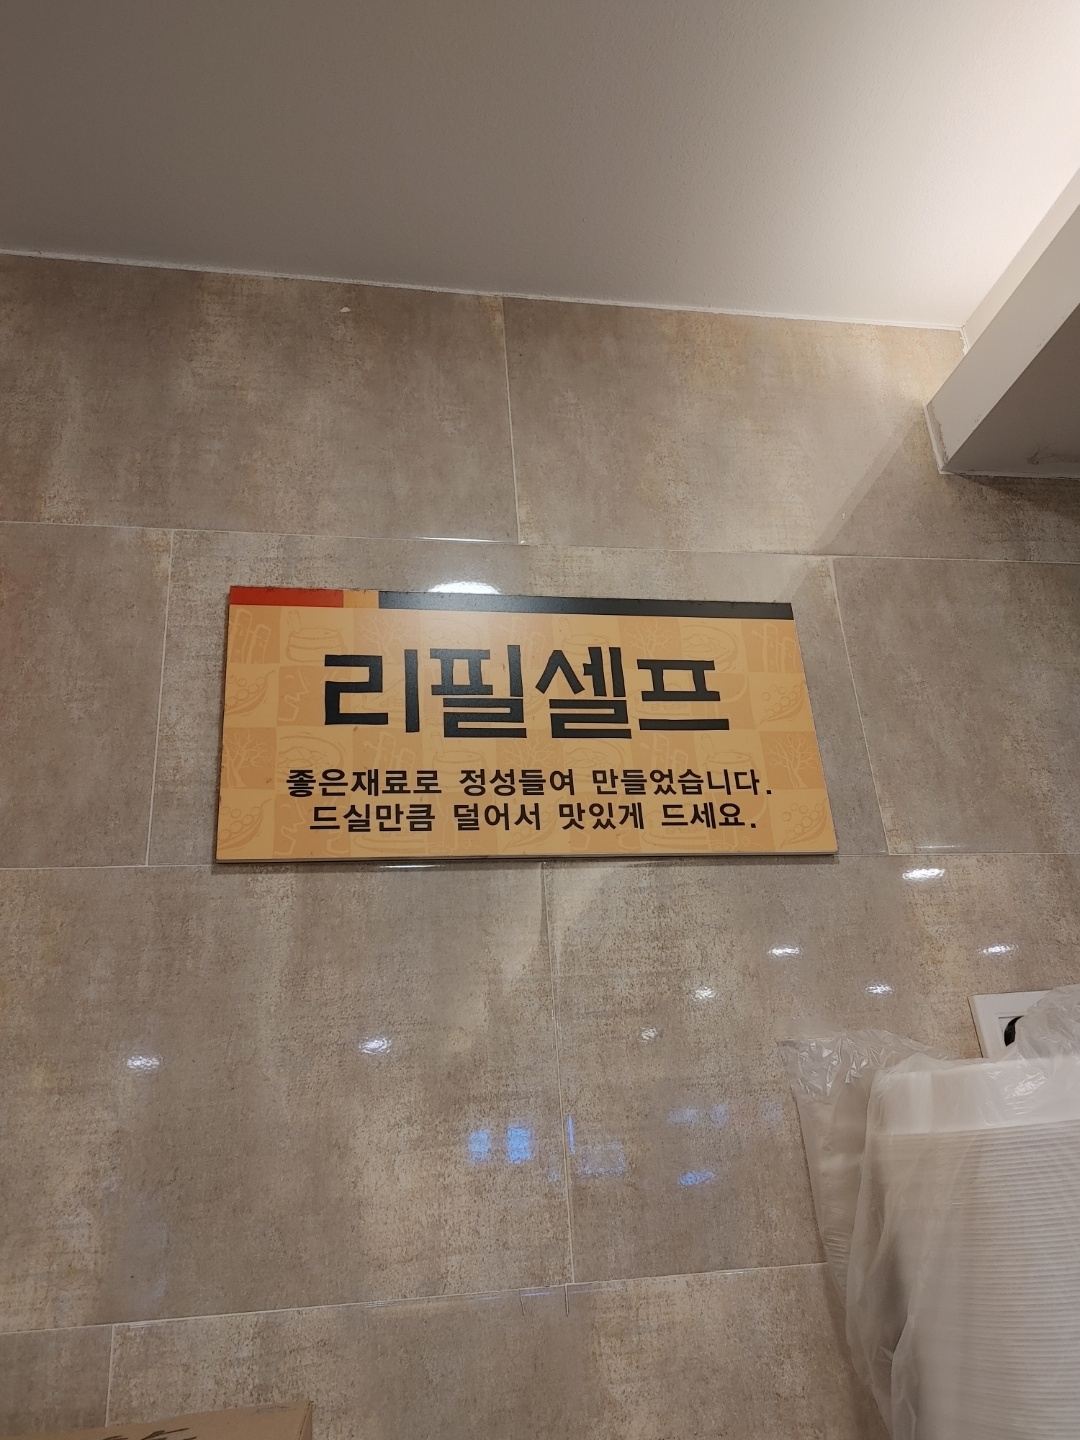 리필셀프
좋은재료로 정성들여 만들었습니다.
드실만큼 덜어서 맛있게 드세요.